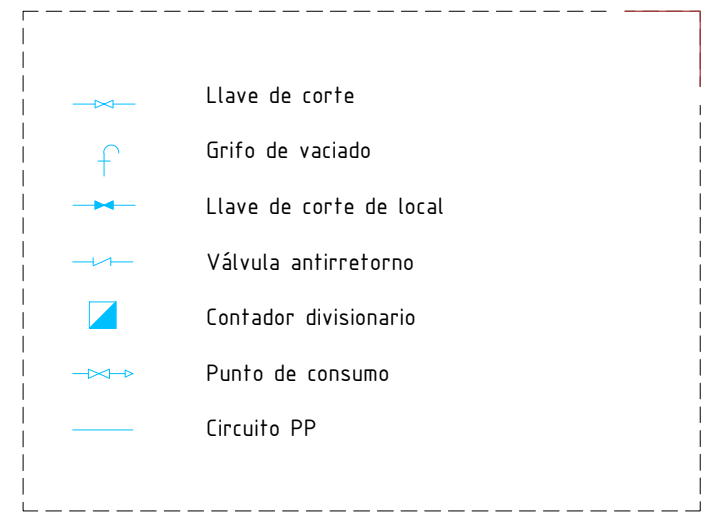 Llave de corte
Grifo de vaciado
Llave de corte de local
Válvula antirretorno
Contador divisionario
Punto de consumo
Circuito PP